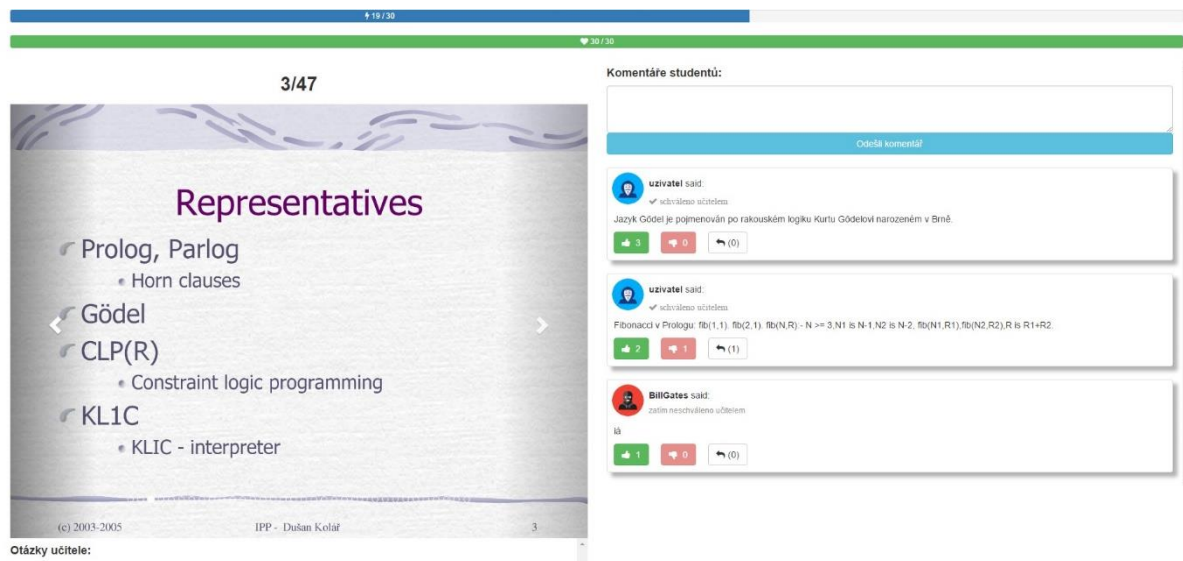 19 / 30
30 / 30
3/47
Representatives
Prolog, Parlog
Horn clauses
Gödel
CLP(R)
Constraint logic programming
KL1C
KLIC - interpreter
(c) 2003-2005 IPP - Dušan Kolář 3
Otázky učitele:
Komentáře studentů:
Odešli komentář
uzivatel said:
schváleno učitelem
Jazyk Gödel je pojmenován po rakouském logiku Kurtu Gödelovi narozeném v Brně.
3 0 (0)
uzivatel said:
schváleno učitelem
Fibonacci v Prologu: fib(1,1). fib(2,1). fib(N,R):- N >= 3,N1 is N-1,N2 is N-2, fib(N1,R1),fib(N2,R2),R is R1+R2.
2 1 (1)
BillGates said:
zatím neschváleno učitelem
lá
1 0 (0)